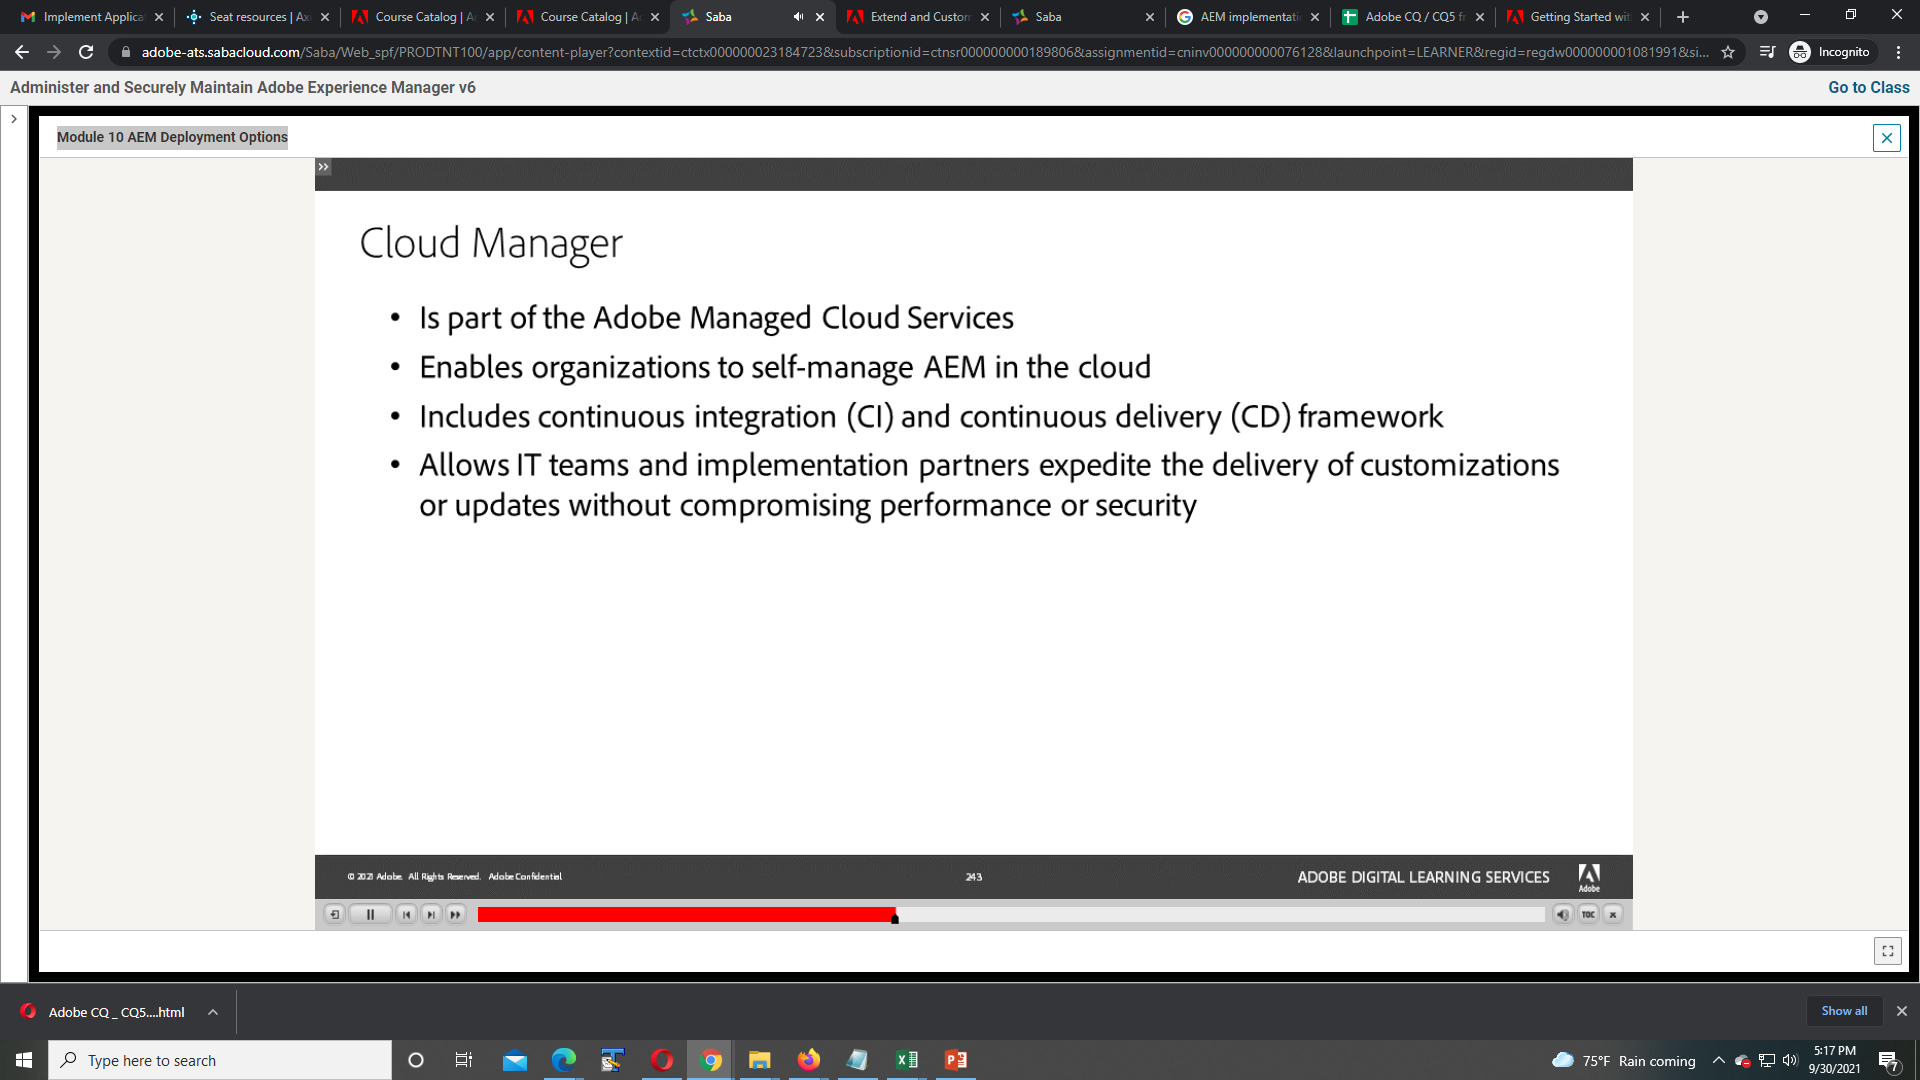 Implement Applica
Seat resources | Ax
Course Catalog | A
Course Catalog | A
Saba
Extend and Custom
Saba
AEM implementati
Adobe CQ / CQ5 f
Getting Started wit
adobe-ats.sabacloud.com/Saba/Web_spf/PRODTNT100/app/content-player?contextid=ctctx000000023184723&subscriptionid=ctnsr000000000189806&assignmentid=cninv000000000076128&launchpoint=LEARNER&regid=regdw000000001081991&si...
Incognito
Administer and Securely Maintain Adobe Experience Manager v6
Go to Class
Module 10 AEM Deployment Options
Cloud Manager
• Is part of the Adobe Managed Cloud Services
• Enables organizations to self-manage AEM in the cloud
• Includes continuous integration (CI) and continuous delivery (CD) framework
• Allows IT teams and implementation partners expedite the delivery of customizations
or updates without compromising performance or security
© 2021 Adobe. All Rights Reserved. Adobe Confidential
243
ADOBE DIGITAL LEARNING SERVICES
Adobe
TOC
Adobe CQ _ CQ5....html
Show all
Type here to search
75°F Rain coming
5:17 PM
9/30/2021
7